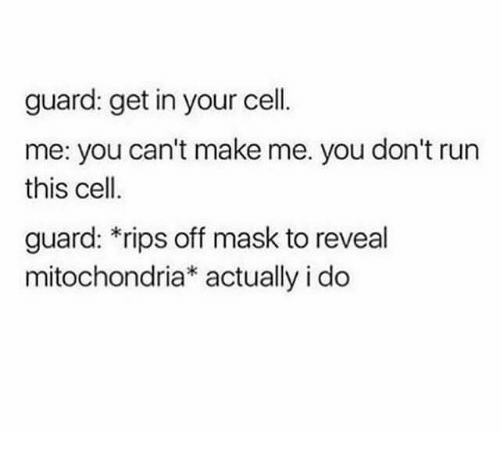 guard: get in your cell.
me: you can't make me. you don't run
this cell.
guard: *rips off mask to reveal
mitochondria* actually i do